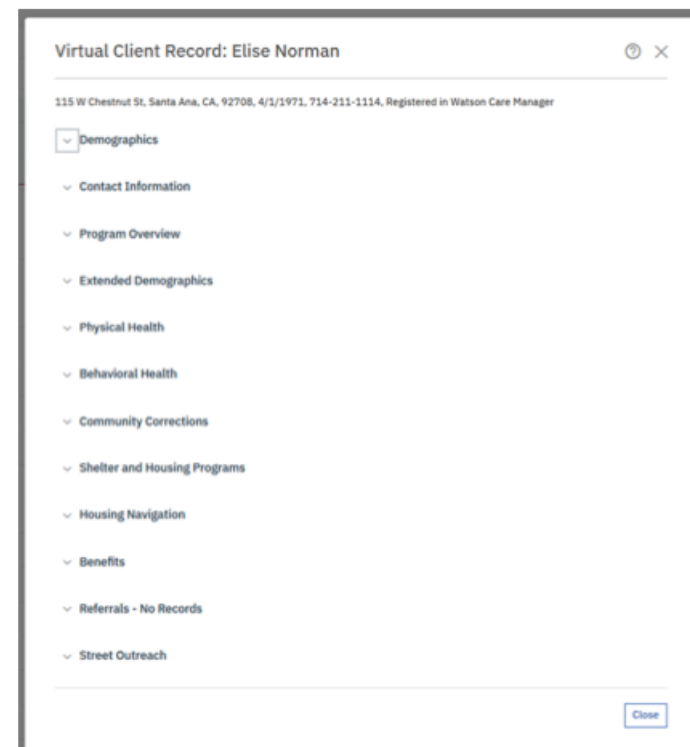 Virtual Client Record: Elise Norman
115 W Chestnut St, Santa Ana, CA, 92708, 4/1/1971, 714-211-1114, Registered in Watson Care Manager
Demographics
Contact Information
Program Overview
Extended Demographics
Physical Health
Behavioral Health
Community Corrections
Shelter and Housing Programs
Housing Navigation
Benefits
Referrals - No Records
Street Outreach
Close